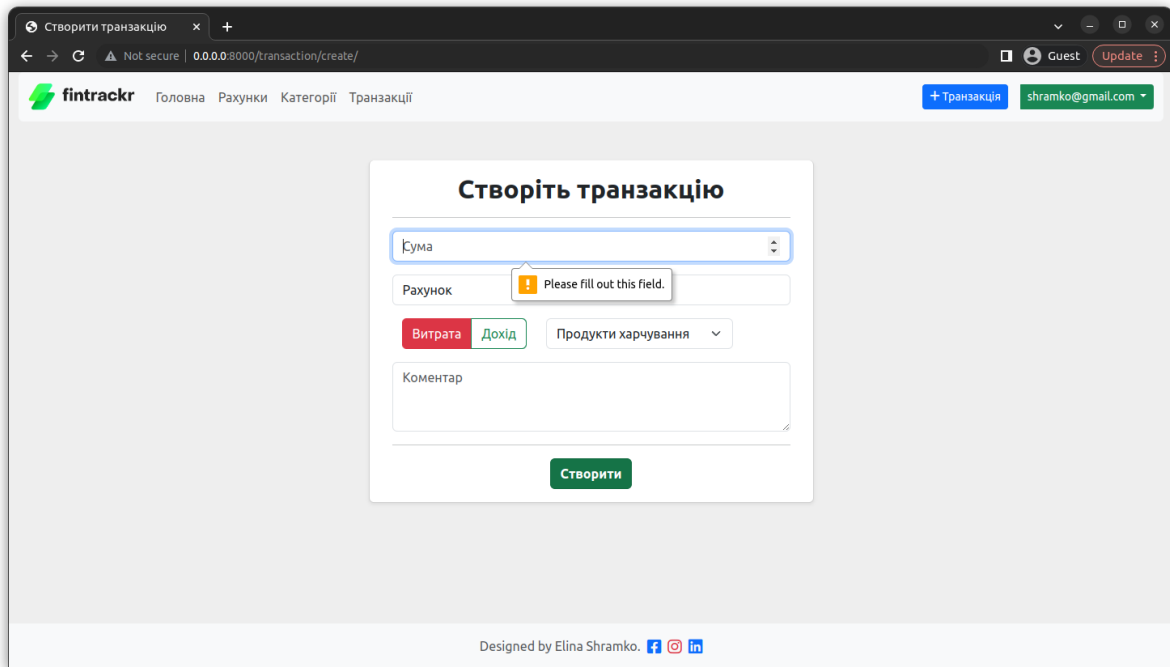 Створити транзакцію
Not secure 0.0.0.0:8000/transaction/create/ Guest Update
fintrackr Головна Рахунки Категорії Транзакції +Транзакція shramko@gmail.com
Створіть транзакцію
Сума
Please fill out this field.
Рахунок
Витрата Дохід Продукти харчування
Коментар
Створити
Designed by Elina Shramko.